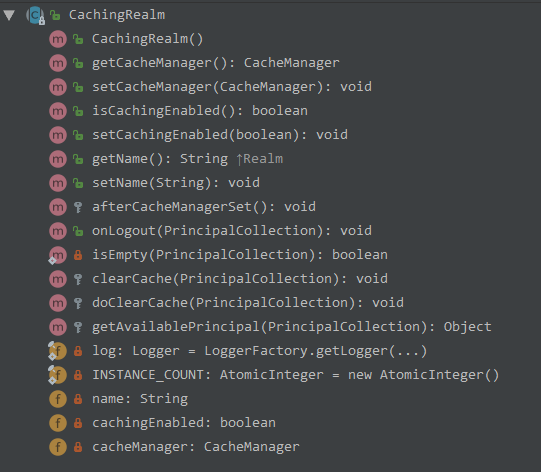 CachingRealm
CachingRealm()
getCacheManager(): CacheManager
setCacheManager(CacheManager): void
isCachingEnabled(): boolean
setCachingEnabled(boolean): void
getName(): String ↑Realm
setName(String): void
afterCacheManagerSet(): void
onLogout(PrincipalCollection): void
isEmpty(PrincipalCollection): boolean
clearCache(PrincipalCollection): void
doClearCache(PrincipalCollection): void
getAvailablePrincipal(PrincipalCollection): Object
log: Logger = LoggerFactory.getLogger(...)
INSTANCE_COUNT: AtomicInteger = new AtomicInteger()
name: String
cachingEnabled: boolean
cacheManager: CacheManager